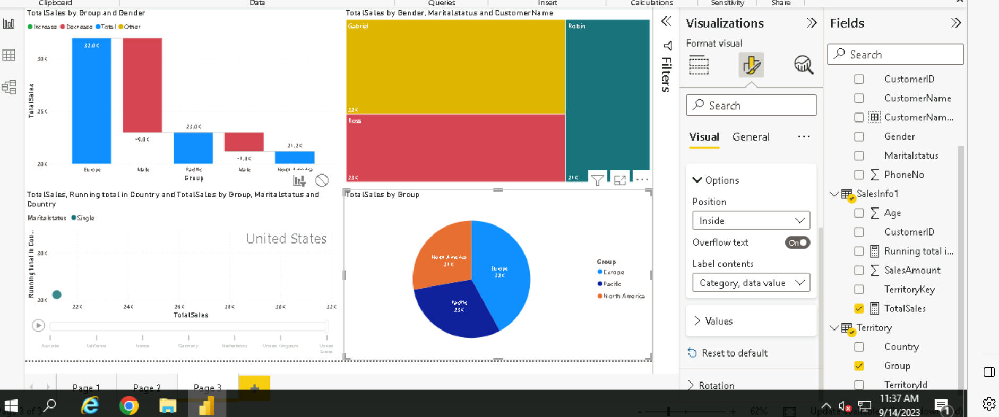 Clipboard
Data
Queries
Insert
Calculations
Sensitivity
Share
TotalSales by Group and Gender
Increase Decrease Total Other
TotalSales
30K
25K
20K
32.0K
-9.0K
23.0K
-1.8K
21.2K
Europe
Male
Pacific
Male
North America
Group
TotalSales by Gender, Maritalstatus and CustomerName
Gabriel
32K
Ross
23K
Robin
21K
TotalSales, Running total in Country and TotalSales by Group, Maritalstatus and
Country
Maritalstatus Single
United States
Running total in Cou...
30K
20K
22K 24K 26K 28K 30K 32K
TotalSales
Australia
California
France
Germany
Netherlands
United Kingdom
United
States
TotalSales by Group
North America
21K
Europe
32K
Pacific
23K
Group
Europe
Pacific
North America
Page 1
Page 2
Page 3
+
Filters
Visualizations
Format visual
Search
Visual General ...
Options
Position
Inside
Overflow text On
Label contents
Category, data value
Values
Reset to default
Rotation
Fields
Search
CustomerID
CustomerName
CustomerNam...
Gender
Maritalstatus
PhoneNo
SalesInfo1
Age
CustomerID
Running total i...
SalesAmount
TerritoryKey
TotalSales
Territory
Country
Group
TerritoryId
3 of 3
- + 62%
11:37 AM
9/14/2023
1